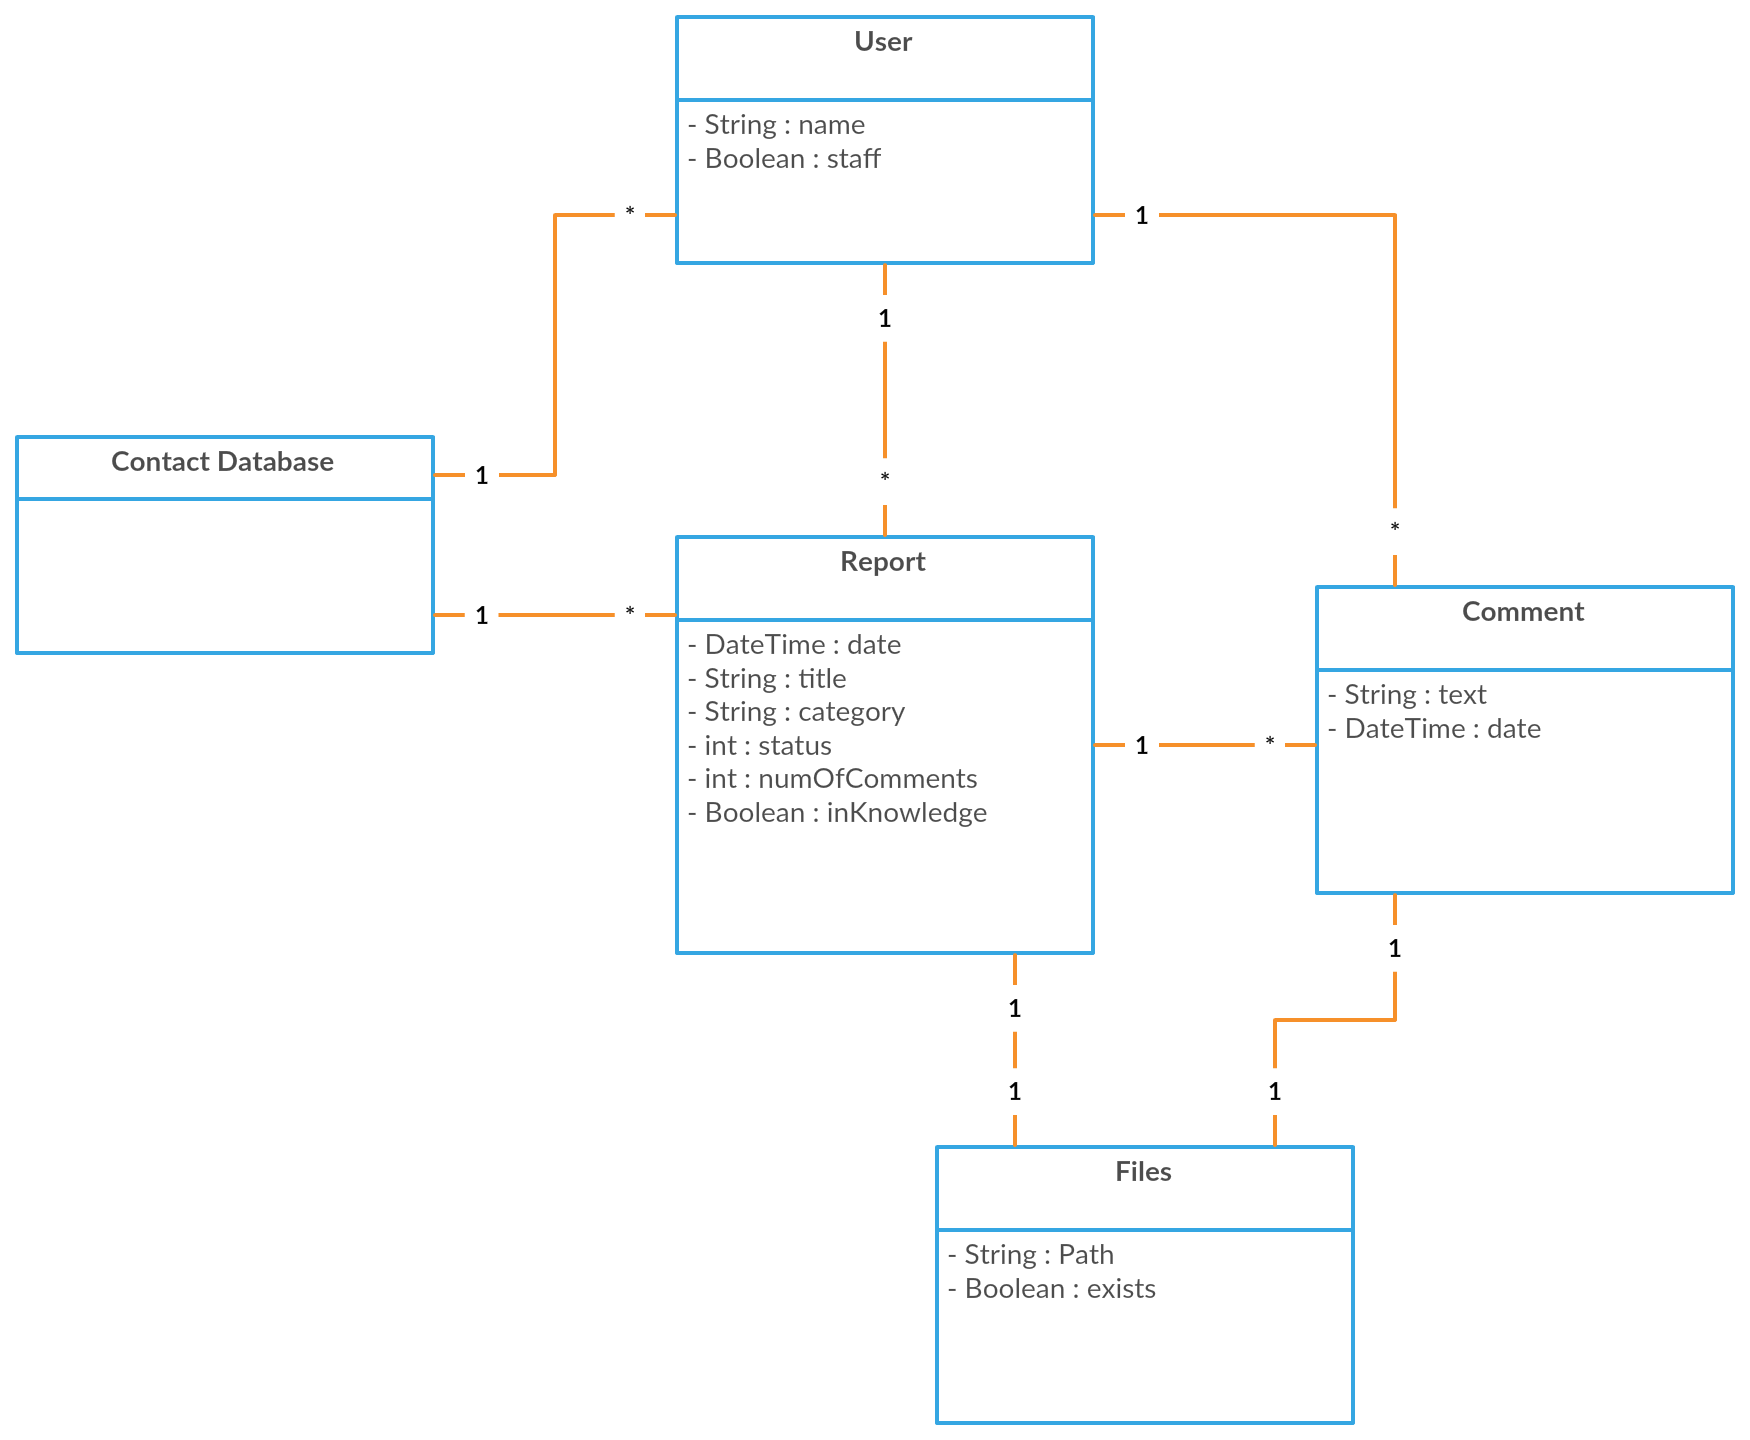 User
- String : name
- Boolean : staff
*
1
1
Contact Database
1
*
*
Report
1
*
Comment
- DateTime : date
- String : title
- String : category
- int : status
- int : numOfComments
- Boolean : inKnowledge
- String : text
- DateTime : date
1
*
1
1
1
1
Files
- String : Path
- Boolean : exists